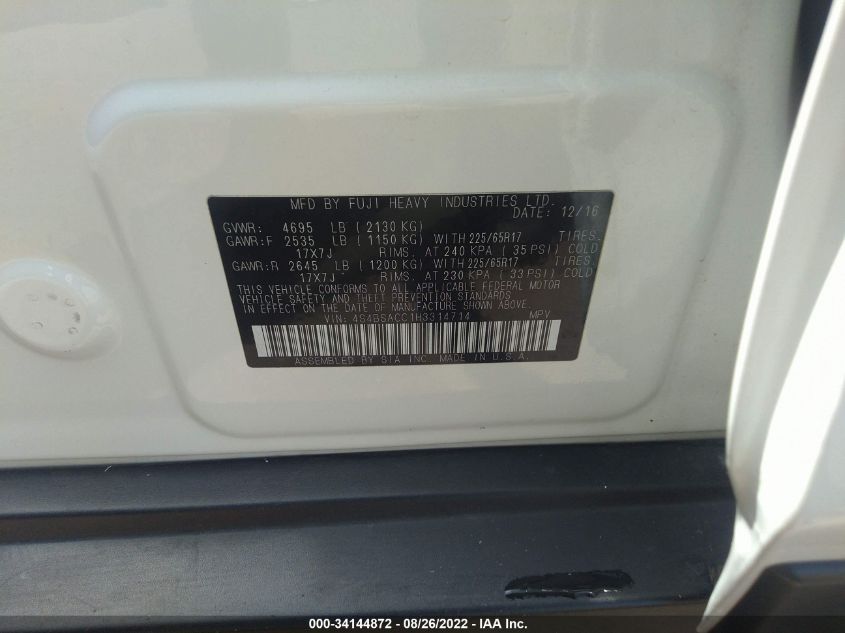 MFD BY FUJI HEAVY INDUSTRIES LTD.
DATE: 12/16
GVWR: 4695 LB ( 2130 KG)
GAWR:F 2535 LB ( 1150 KG) WITH 225/65R17 TIRES.
17X7J RIMS. AT 240 KPA ( 35 PSI) COLD
GAWR:R 2645 LB ( 1200 KG) WITH 225/65R17 TIRES.
17X7J RIMS. AT 230 KPA ( 33 PSI) COLD
THIS VEHICLE CONFORMS TO ALL APPLICABLE FEDERAL MOTOR
VEHICLE SAFETY AND THEFT PREVENTION STANDARDS
IN EFFECT ON THE DATE OF MANUFACTURE SHOWN ABOVE.
VIN: 4S4BSACC1H3314714 MPV
ASSEMBLED BY SIA INC. MADE IN U.S.A.
000-34144872 - 08/26/2022 - IAA Inc.